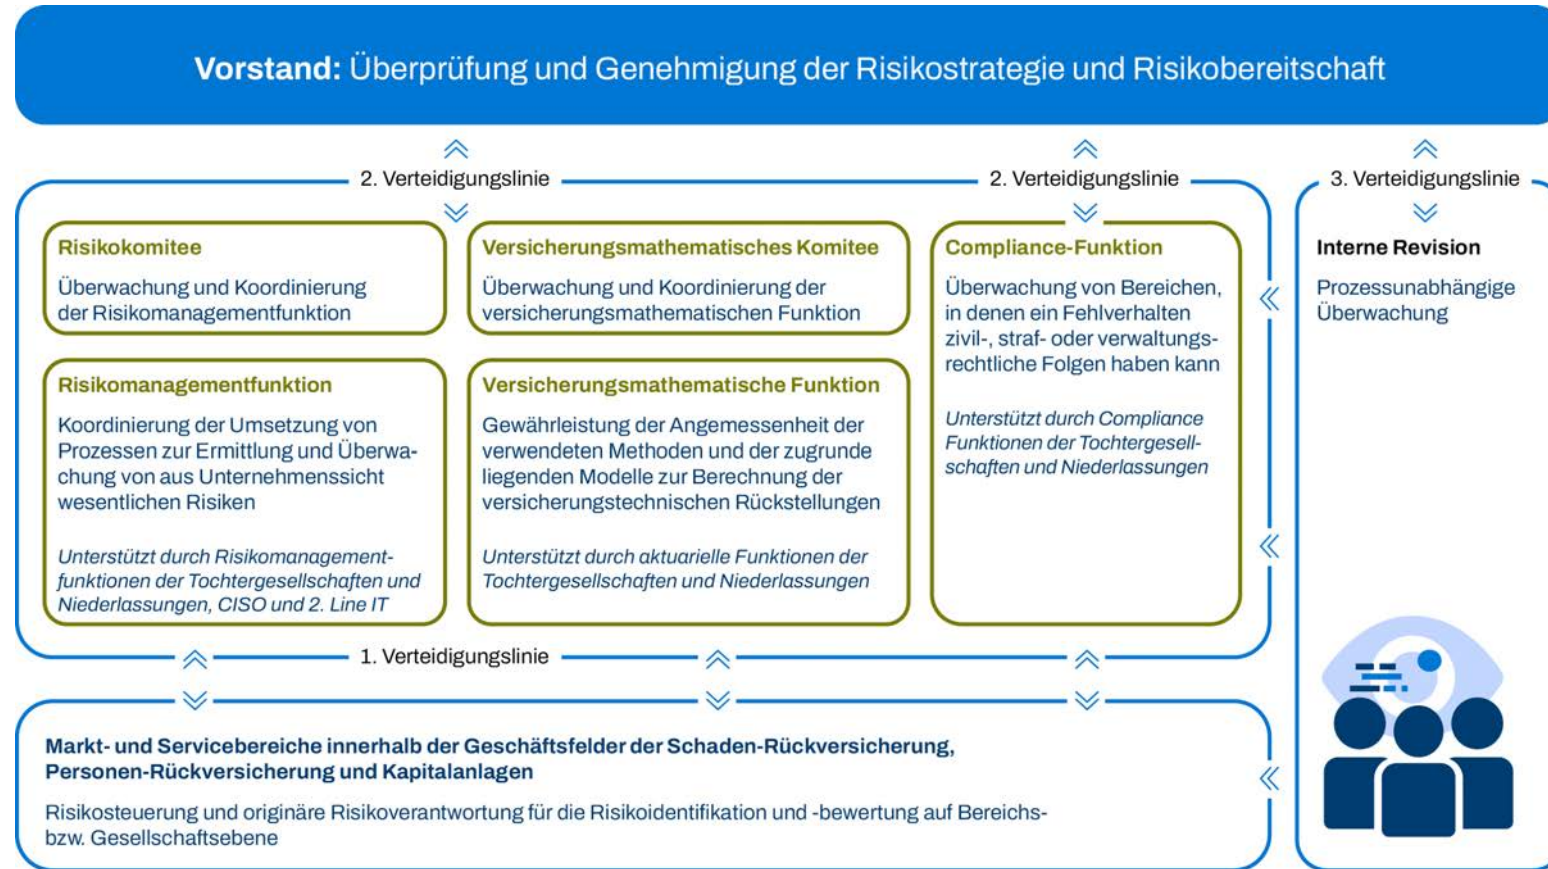 Vorstand: Überprüfung und Genehmigung der Risikostrategie und Risikobereitschaft
2. Verteidigungslinie
2. Verteidigungslinie
3. Verteidigungslinie
Risikokomitee
Überwachung und Koordinierung
der Risikomanagementfunktion
Versicherungsmathematisches Komitee
Überwachung und Koordinierung der
versicherungsmathematischen Funktion
Compliance-Funktion
Überwachung von Bereichen,
in denen ein Fehlverhalten
zivil-, straf- oder verwaltungs-
rechtliche Folgen haben kann
Unterstützt durch Compliance
Funktionen der Tochtergesell-
schaften und Niederlassungen
Interne Revision
Prozessunabhängige
Überwachung
Risikomanagementfunktion
Koordinierung der Umsetzung von
Prozessen zur Ermittlung und Überwa-
chung von aus Unternehmenssicht
wesentlichen Risiken
Unterstützt durch Risikomanagement-
funktionen der Tochtergesellschaften und
Niederlassungen, CISO und 2. Line IT
Versicherungsmathematische Funktion
Gewährleistung der Angemessenheit der
verwendeten Methoden und der zugrunde
liegenden Modelle zur Berechnung der
versicherungstechnischen Rückstellungen
Unterstützt durch aktuarielle Funktionen der
Tochtergesellschaften und Niederlassungen
1. Verteidigungslinie
Markt- und Servicebereiche innerhalb der Geschäftsfelder der Schaden-Rückversicherung,
Personen-Rückversicherung und Kapitalanlagen
Risikosteuerung und originäre Risikoverantwortung für die Risikoidentifikation und -bewertung auf Bereichs-
bzw. Gesellschaftsebene